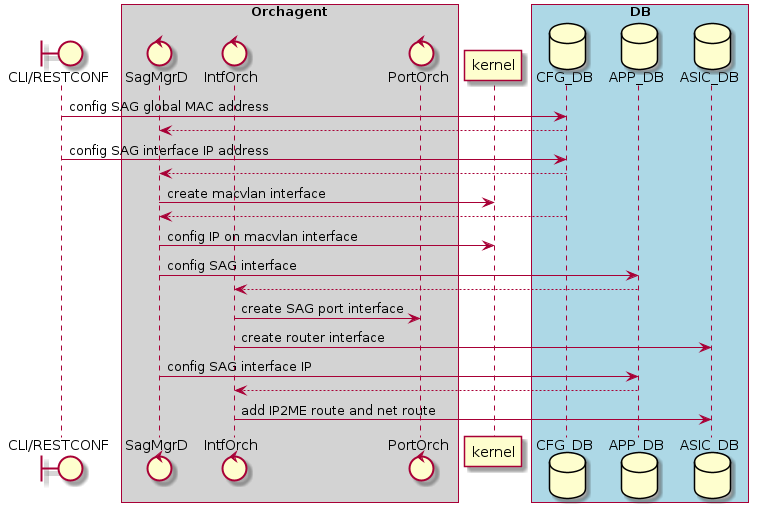 Orchagent
DB
CLI/RESTCONF
SagMgrD
IntfOrch
PortOrch
kernel
CFG_DB
APP_DB
ASIC_DB
config SAG global MAC address
config SAG interface IP address
create macvlan interface
config IP on macvlan interface
config SAG interface
create SAG port interface
create router interface
config SAG interface IP
add IP2ME route and net route
CLI/RESTCONF
SagMgrD
IntfOrch
PortOrch
kernel
CFG_DB
APP_DB
ASIC_DB